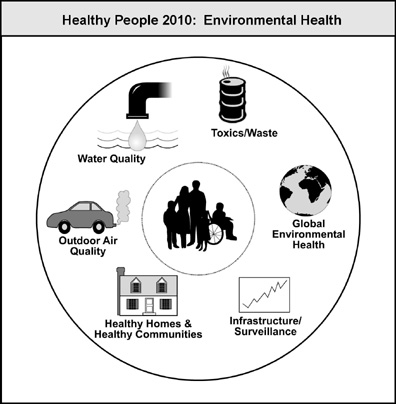 Healthy People 2010: Environmental Health
Water Quality
Toxics/Waste
Outdoor Air
Quality
Global
Environmental
Health
Healthy Homes &
Healthy Communities
Infrastructure/
Surveillance